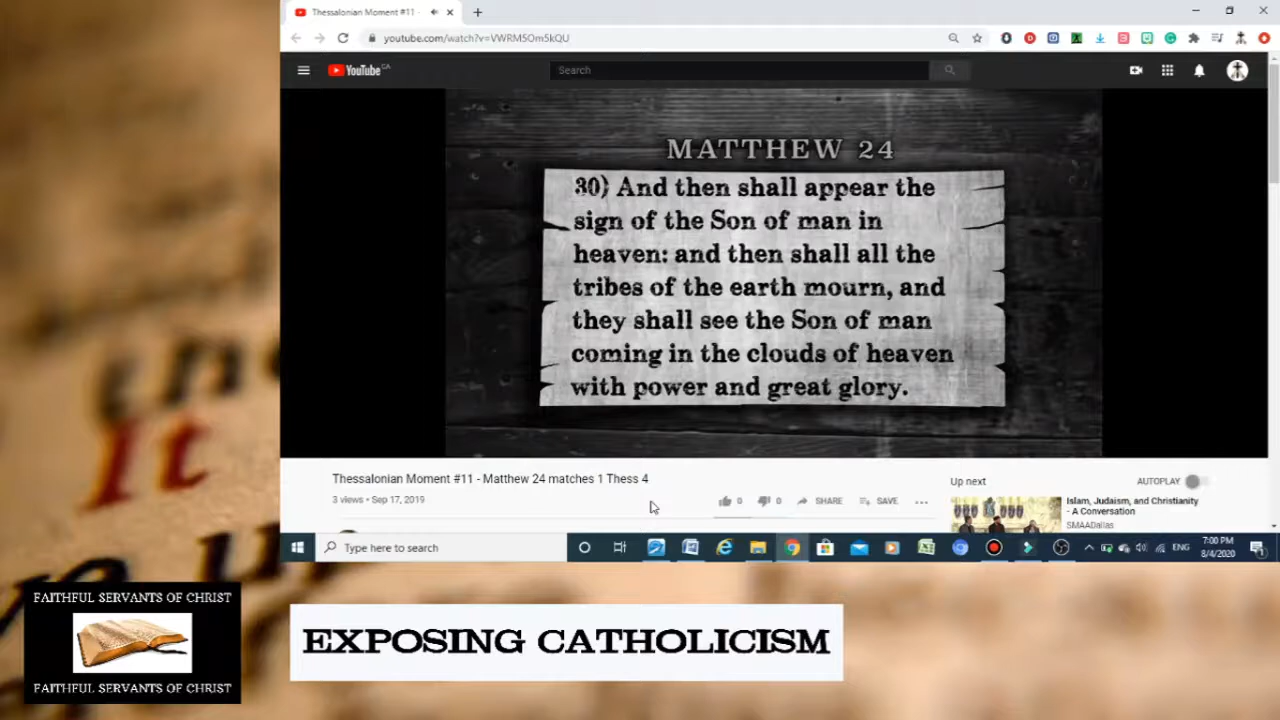 Thessalonian Moment #11 -
youtube.com/watch?v=VWRM5Om5kQU
YouTube CA
Search
MATTHEW 24
30) And then shall appear the
sign of the Son of man in
heaven: and then shall all the
tribes of the earth mourn, and
they shall see the Son of man
coming in the clouds of heaven
with power and great glory.
Thessalonian Moment #11 - Matthew 24 matches 1 Thess 4
3 views • Sep 17, 2019
0
0
SHARE
SAVE
Up next
AUTOPLAY
Islam, Judaism, and Christianity
- A Conversation
SMAADallas
Type here to search
ENG
7:00 PM
8/4/2020
the
It
FAITHFUL SERVANTS OF CHRIST
FAITHFUL SERVANTS OF CHRIST
EXPOSING CATHOLICISM